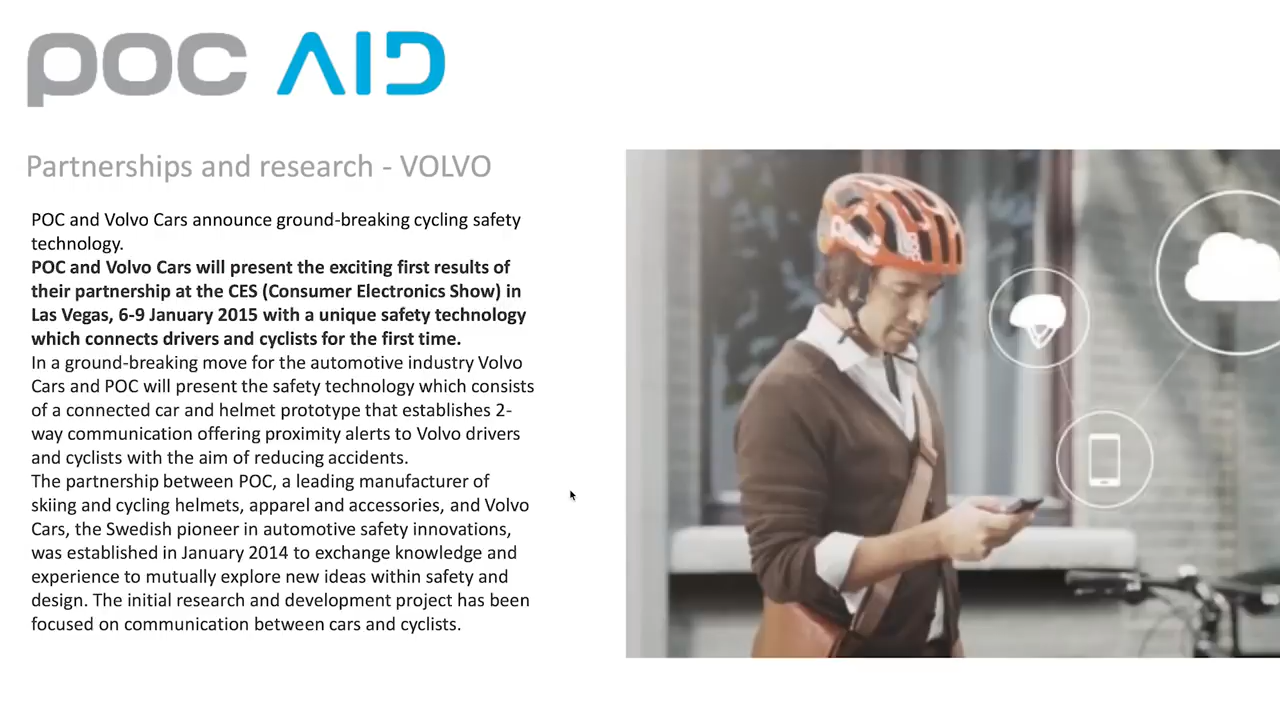 POC AID
Partnerships and research - VOLVO
POC and Volvo Cars announce ground-breaking cycling safety
technology.
POC and Volvo Cars will present the exciting first results of
their partnership at the CES (Consumer Electronics Show) in
Las Vegas, 6-9 January 2015 with a unique safety technology
which connects drivers and cyclists for the first time.
In a ground-breaking move for the automotive industry Volvo
Cars and POC will present the safety technology which consists
of a connected car and helmet prototype that establishes 2-
way communication offering proximity alerts to Volvo drivers
and cyclists with the aim of reducing accidents.
The partnership between POC, a leading manufacturer of
skiing and cycling helmets, apparel and accessories, and Volvo
Cars, the Swedish pioneer in automotive safety innovations,
was established in January 2014 to exchange knowledge and
experience to mutually explore new ideas within safety and
design. The initial research and development project has been
focused on communication between cars and cyclists.
poc